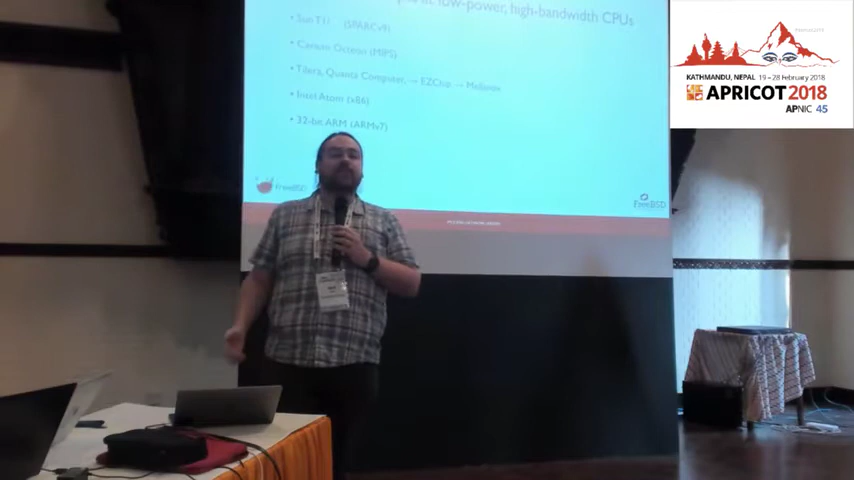 at low-power, high-bandwidth CPUs
• Sun T1 (SPARCv9)
• Cavium Octeon (MIPS)
• Tilera, Quanta Computer, → EZChip → Mellanox
• Intel Atom (x86)
• 32-bit ARM (ARMv7)
FreeBSD
FreeBSD
KATHMANDU, NEPAL 19 – 28 February 2018
APRICOT 2018
APNIC 45